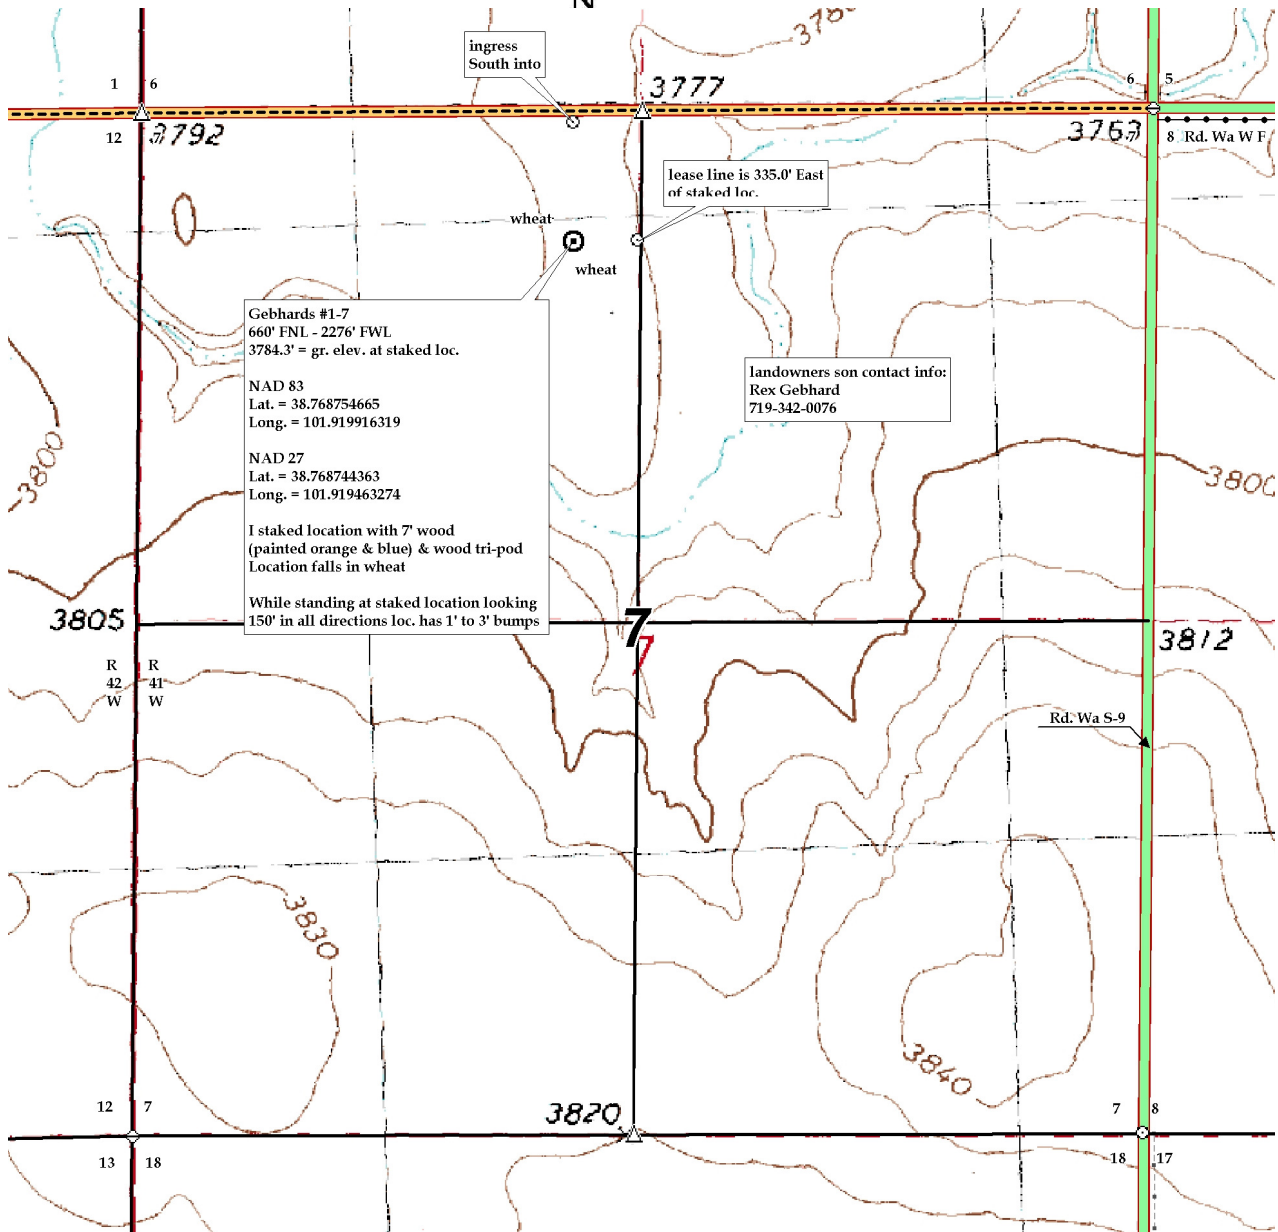 N
ingress
South into
3780
1 6
6 5
3777
12 3792
3763 7 8 Rd. Wa W F
lease line is 335.0' East
of staked loc.
wheat
wheat
Gebhards #1-7
660' FNL - 2276' FWL
3784.3' = gr. elev. at staked loc.
NAD 83
Lat. = 38.768754665
Long. = 101.919916319
NAD 27
Lat. = 38.768744363
Long. = 101.919463274
I staked location with 7' wood
(painted orange & blue) & wood tri-pod
Location falls in wheat
While standing at staked location looking
150' in all directions loc. has 1' to 3' bumps
landowners son contact info:
Rex Gebhard
719-342-0076
3800
3800
3805
7
7
3812
R R
42 41
W W
Rd. Wa S-9
3830
3840
12 7
3820
7 8
13 18
18 17